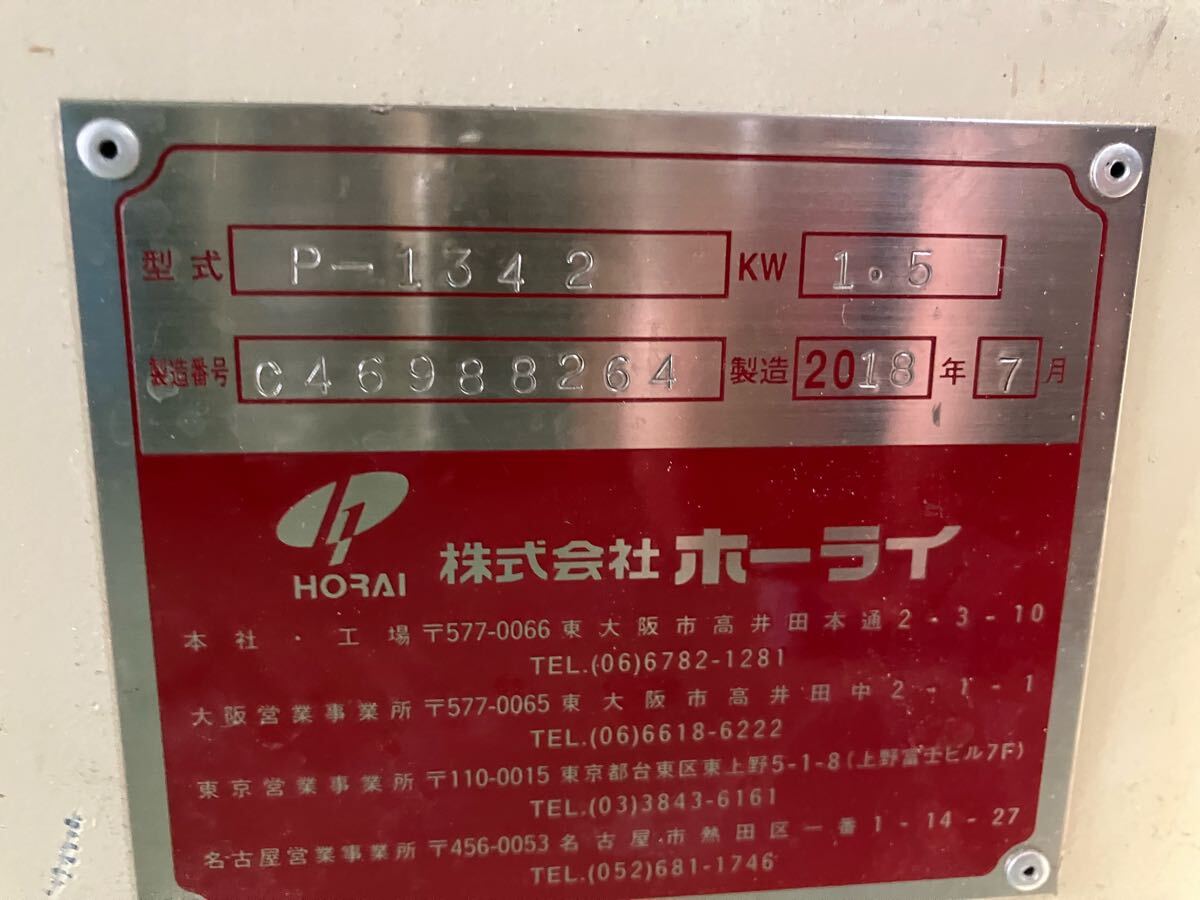 型式 P-1342 KW 1.5
製造番号 C46988264 製造 2018年 7月
HORAI 株式会社ホーライ
本社・工場 〒577-0066 東大阪市高井田本通2-3-10
TEL.(06)6782-1281
大阪営業事業所 〒577-0065 東大阪市高井田中2-1-1
TEL.(06)6618-6222
東京営業事業所 〒110-0015 東京都台東区東上野5-1-8(上野富士ビル7F)
TEL.(03)3843-6161
名古屋営業事業所 〒456-0053 名古屋市熱田区一番1-14-27
TEL.(052)681-1746